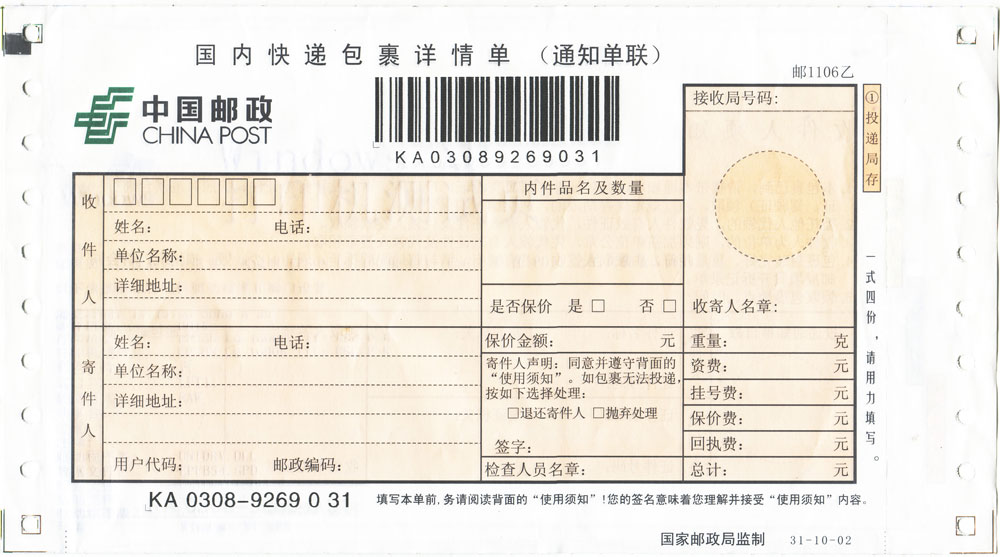 国内快递包裹详情单（通知单联）
邮1106乙
中国邮政
CHINA POST
KA03089269031
接收局号码:
①投递局存
收件人
姓名: 电话:
单位名称:
详细地址:
内件品名及数量
是否保价 是 □ 否 □
收寄人名章:
一式四份，请用力填写。
寄件人
姓名: 电话:
单位名称:
详细地址:
用户代码: 邮政编码:
保价金额: 元
寄件人声明: 同意并遵守背面的
“使用须知”。如包裹无法投递，
按如下选择处理:
□退还寄件人 □抛弃处理
签字:
检查人员名章:
重量: 克
资费: 元
挂号费: 元
保价费: 元
回执费: 元
总计: 元
KA 0308-9269 0 31
填写本单前,务请阅读背面的“使用须知”!您的签名意味着您理解并接受“使用须知”内容。
国家邮政局监制 31-10-02